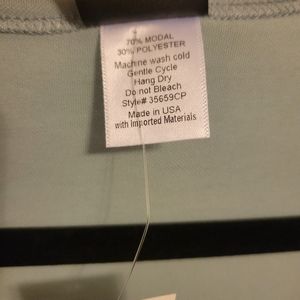 70% MODAL
30% POLYESTER
Machine wash cold
Gentle Cycle
Hang Dry
Do not Bleach
Style# 35659CP
Made in USA
with Imported Materials